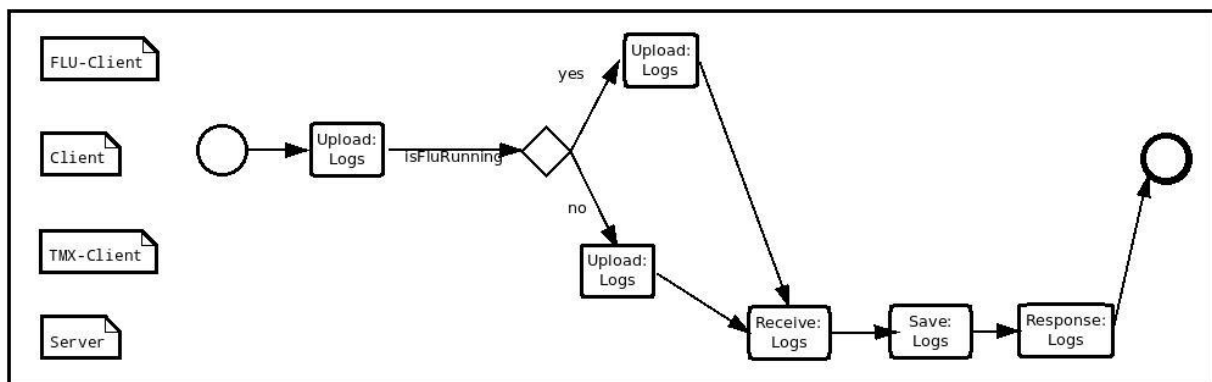 FLU-Client
Upload:
Logs
yes
Client
Upload:
Logs
isFluRunning
no
TMX-Client
Upload:
Logs
Server
Receive:
Logs
Save:
Logs
Response:
Logs